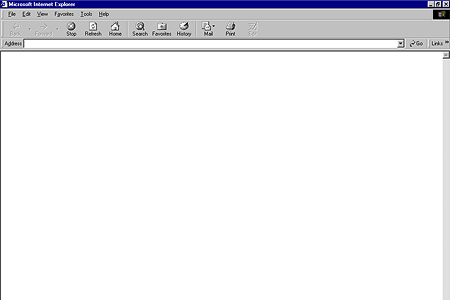 Microsoft Internet Explorer
File Edit View Favorites Tools Help
Back Forward Stop Refresh Home Search Favorites History Mail Print Edit
Address Go Links »